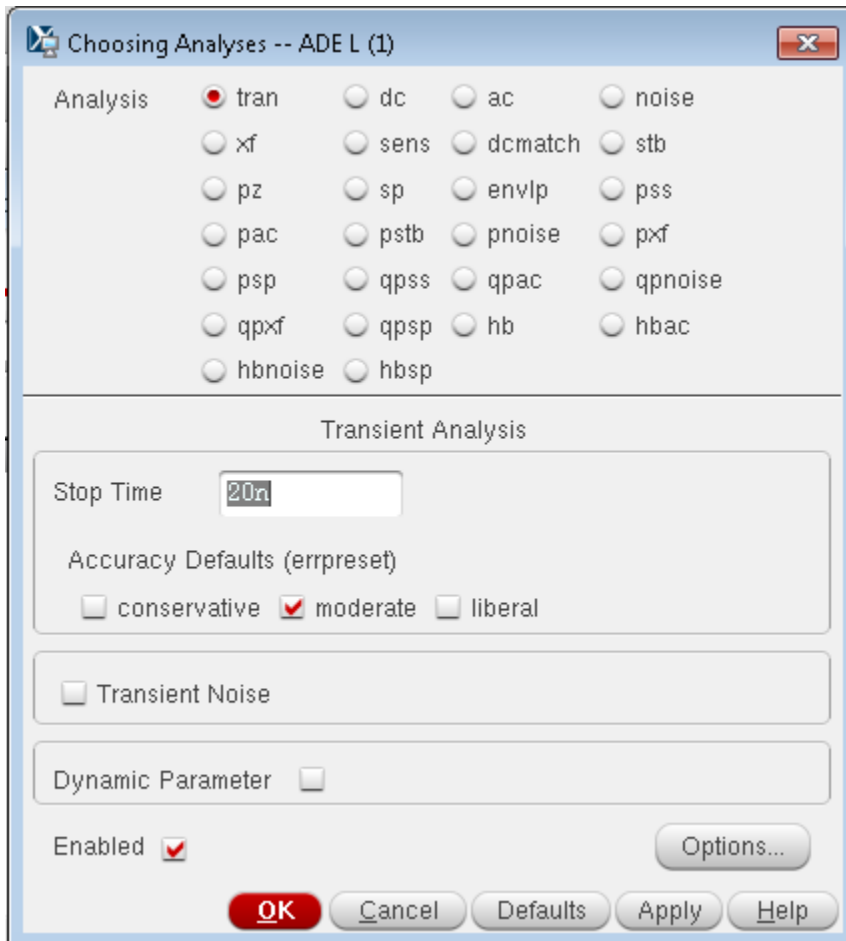 Choosing Analyses -- ADE L (1)
Analysis tran dc ac noise
xf sens dcmatch stb
pz sp envlp pss
pac pstb pnoise pxf
psp qpss qpac qpnoise
qpxf qpsp hb hbac
hbnoise hbsp
Transient Analysis
Stop Time 20n
Accuracy Defaults (errpreset)
conservative moderate liberal
Transient Noise
Dynamic Parameter
Enabled Options...
OK Cancel Defaults Apply Help